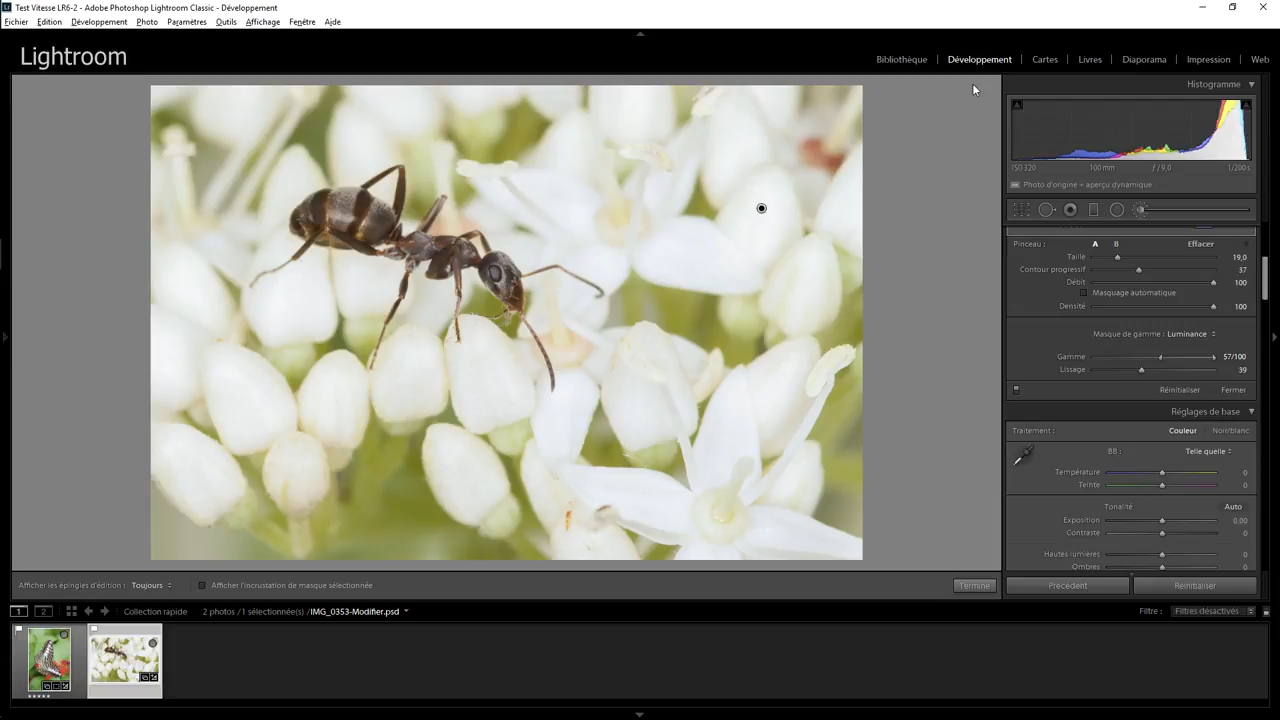 Test Vitesse LR6-2 - Adobe Photoshop Lightroom Classic - Développement
Fichier Edition Développement Photo Paramètres Outils Affichage Fenêtre Aide
Lightroom
Bibliothèque Développement Cartes Livres Diaporama Impression Web
Histogramme
ISO 320 100 mm ƒ / 9,0 1/200 s
Photo d'origine + aperçu dynamique
Pinceau : A B Effacer
Taille 19,0
Contour progressif 37
Débit 100
Masquage automatique
Densité 100
Masque de gamme : Luminance
Gamme 57/100
Lissage 39
Réinitialiser Fermer
Réglages de base
Traitement : Couleur Noir/blanc
BB : Telle quelle
Température 0
Teinte 0
Tonalité Auto
Exposition 0,00
Contraste 0
Hautes lumières 0
Ombres 0
Afficher les épingles d'édition : Toujours Afficher l'incrustation de masque sélectionnée Terminé
Précédent Réinitialiser
1 2 Collection rapide 2 photos /1 sélectionnée(s) /IMG_0353-Modifier.psd Filtre : Filtres désactivés